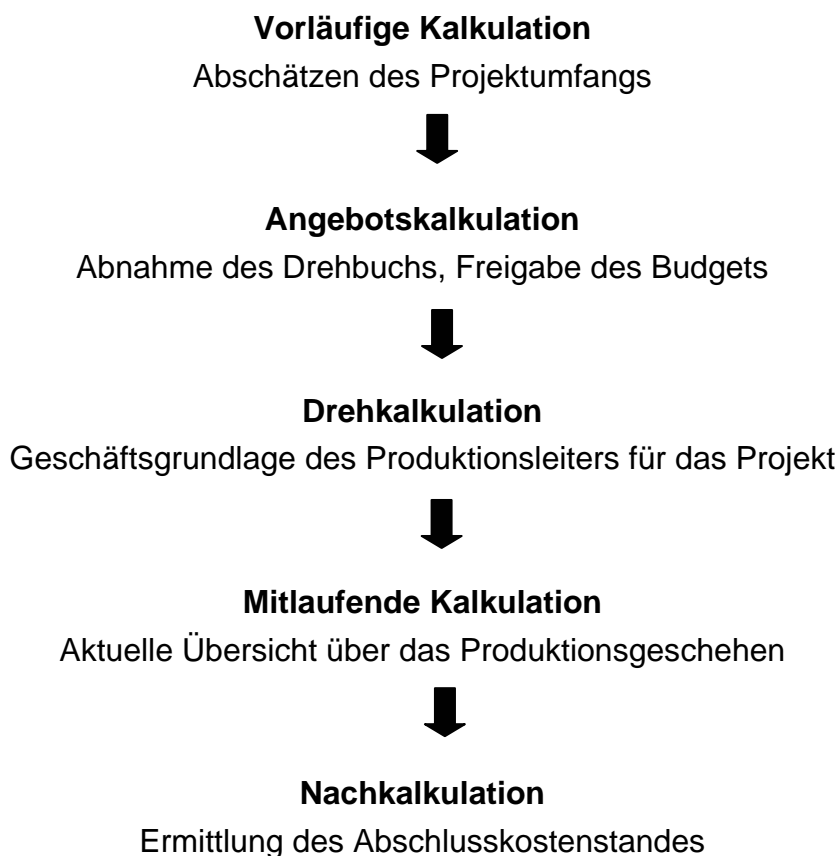 Vorläufige Kalkulation
Abschätzen des Projektumfangs
Angebotskalkulation
Abnahme des Drehbuchs, Freigabe des Budgets
Drehkalkulation
Geschäftsgrundlage des Produktionsleiters für das Projekt
Mitlaufende Kalkulation
Aktuelle Übersicht über das Produktionsgeschehen
Nachkalkulation
Ermittlung des Abschlusskostenstandes